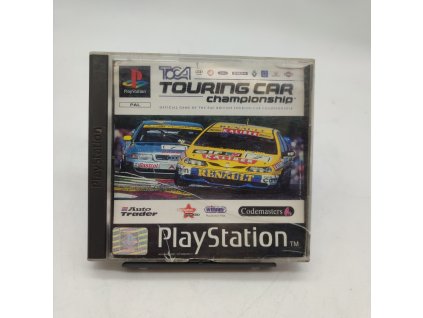 PlayStation
PAL
TOCA
TOURING CAR
championship
OFFICIAL GAME OF THE RAC BRITISH TOURING CAR CHAMPIONSHIP
RENAULT
Auto
Trader
Codemasters
PlayStation
PlayStation TM